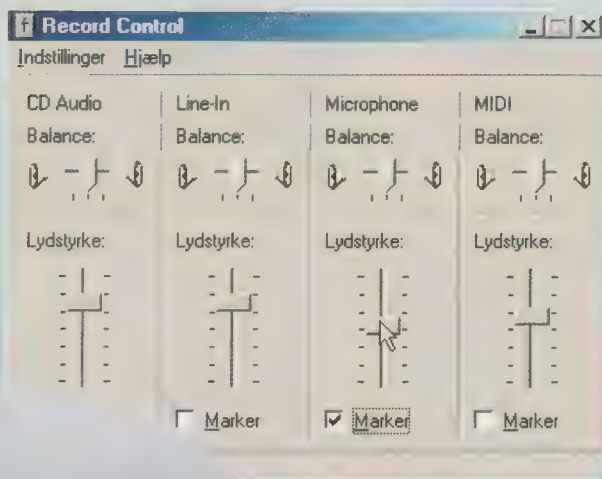 Record Control
Indstillinger Hjælp
CD Audio Line-In Microphone MIDI
Balance: Balance: Balance: Balance:
Lydstyrke: Lydstyrke: Lydstyrke: Lydstyrke:
Marker Marker Marker